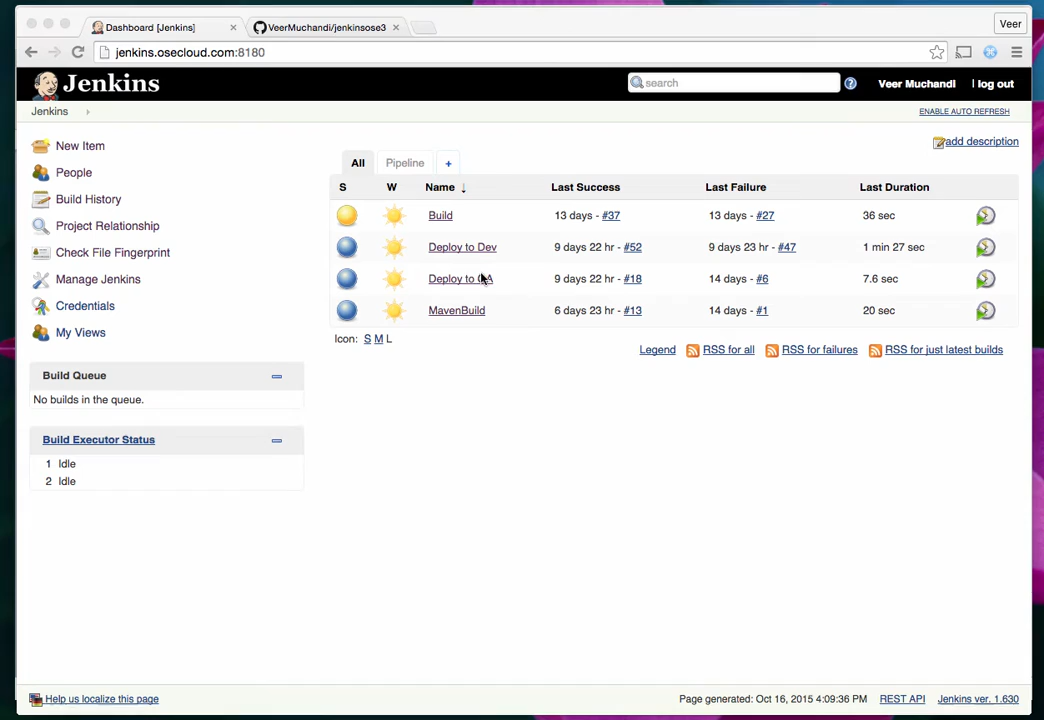 Dashboard [Jenkins]
VeerMuchandi/jenkinsose3
Veer
jenkins.osecloud.com:8180
Jenkins
search
Veer Muchandi
| log out
Jenkins
ENABLE AUTO REFRESH
New Item
People
Build History
Project Relationship
Check File Fingerprint
Manage Jenkins
Credentials
My Views
Build Queue
No builds in the queue.
Build Executor Status
1 Idle
2 Idle
add description
All Pipeline +
S W Name ↓ Last Success Last Failure Last Duration
Build 13 days - #37 13 days - #27 36 sec
Deploy to Dev 9 days 22 hr - #52 9 days 23 hr - #47 1 min 27 sec
Deploy to 9 days 22 hr - #18 14 days - #6 7.6 sec
MavenBuild 6 days 23 hr - #13 14 days - #1 20 sec
Icon: S M L
Legend RSS for all RSS for failures RSS for just latest builds
Help us localize this page
Page generated: Oct 16, 2015 4:09:36 PM REST API Jenkins ver. 1.630